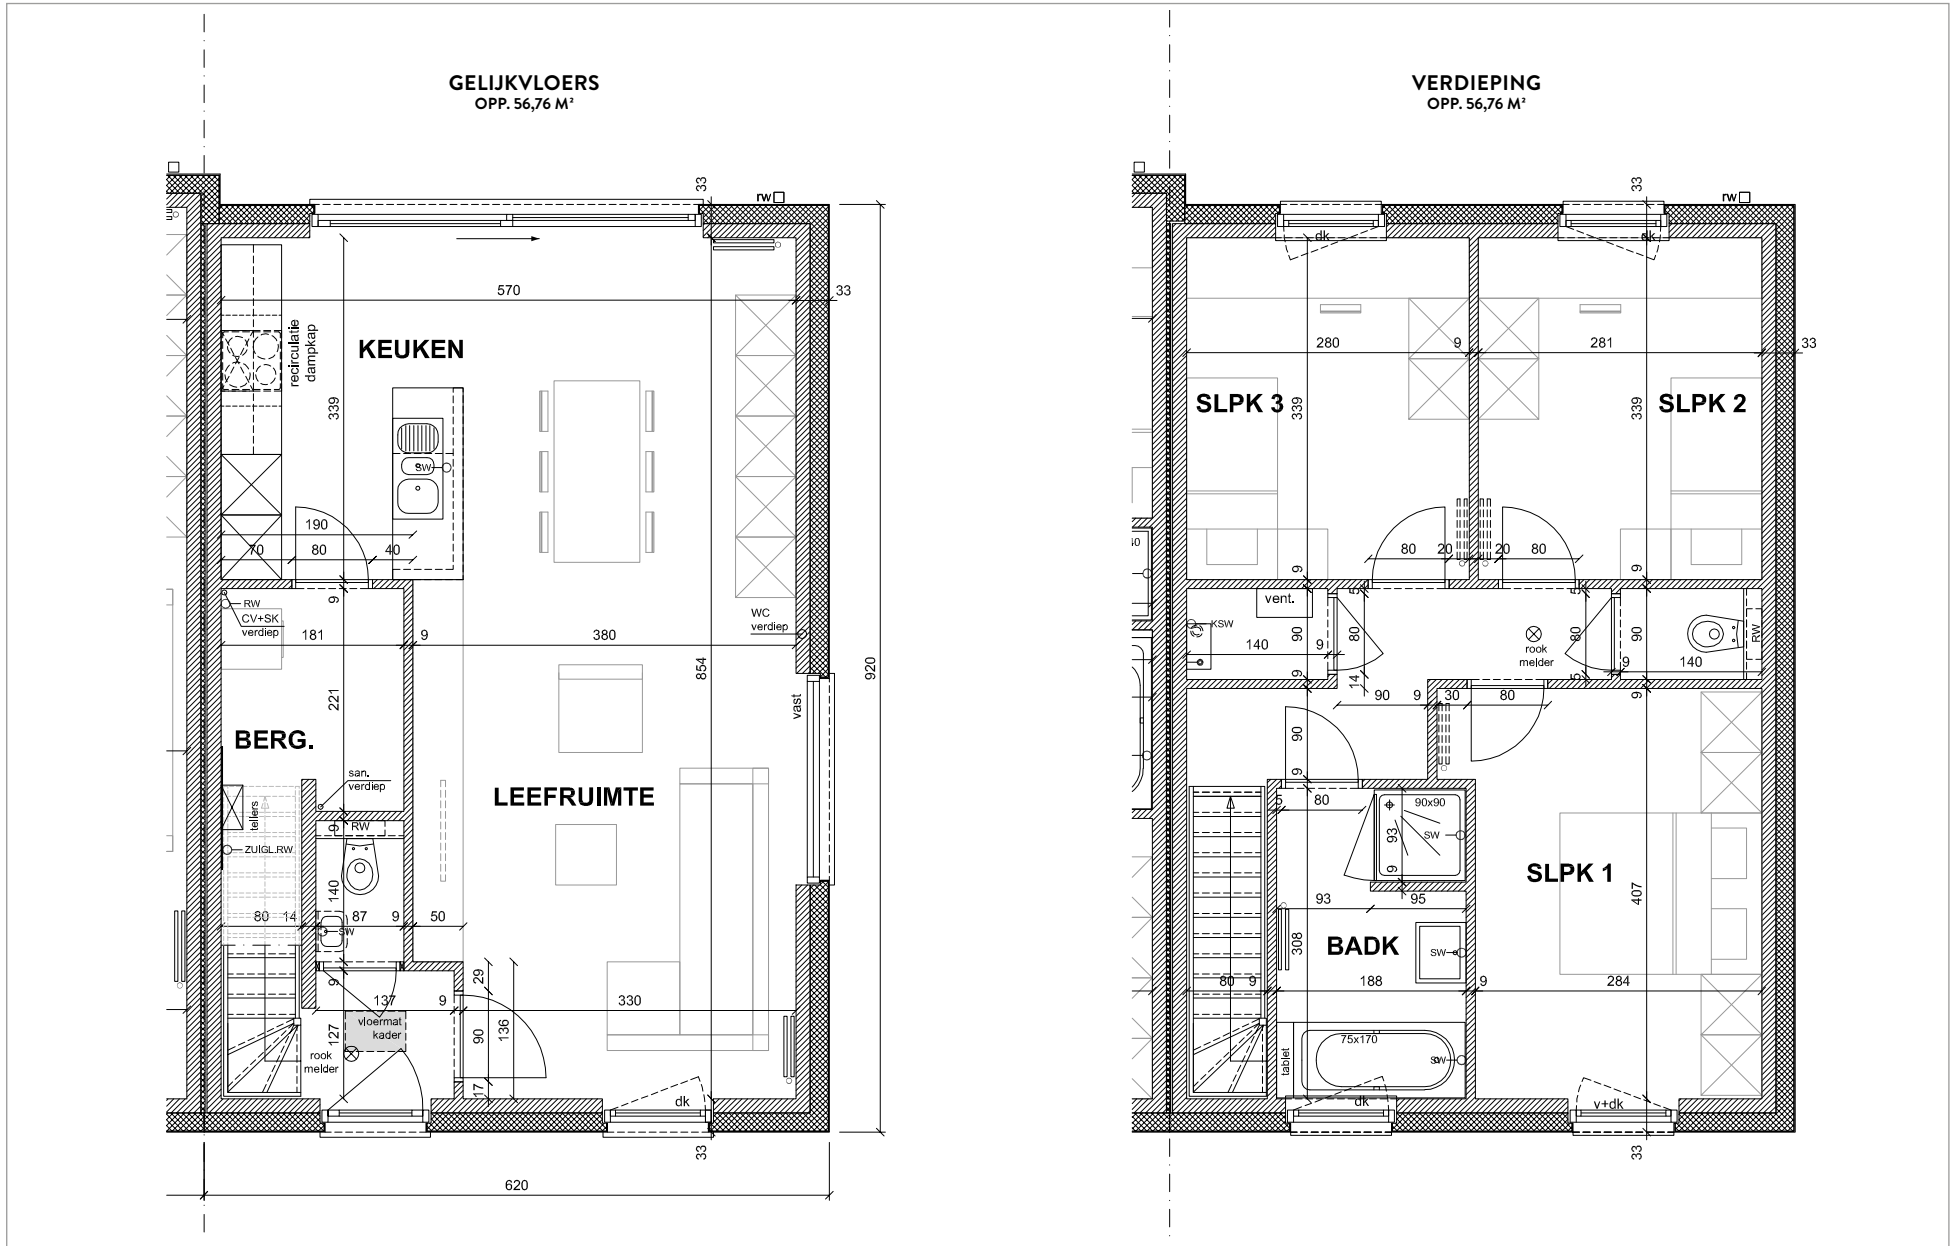 GELIJKVLOERS
OPP. 56,76 M²
33
rw
570
33
recirculatie
dampkap
KEUKEN
339
SW
190
70
80
40
9
RW
CV+SK
verdiep
WC
verdiep
181
9
380
854
920
221
vast
BERG.
san.
verdiep
tellers
LEEFRUIMTE
9
RW
ZUIGL.RW
140
80
14
87
9
50
SW
9
29
137
9
330
vloermat
kader
127
90
136
rook
melder
17
dk
33
620
VERDIEPING
OPP. 56,76 M²
33
rw
dk
dk
280
9
281
33
SLPK 3
339
339
SLPK 2
40
80
20
20
80
9
9
5
5
vent.
KSW
90
80
80
90
RW
rook
melder
140
9
9
140
9
14
5
9
90
9
30
80
90
9
5
80
90x90
93
SW
9
SLPK 1
407
93
95
308
BADK
SW
80
9
188
9
284
75x170
SW
tablet
dk
v+dk
33